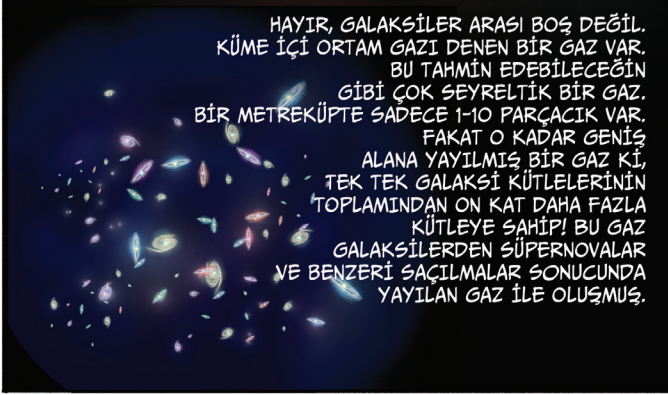 HAYIR, GALAKSİLER ARASI BOŞ DEĞİL.
KÜME İÇİ ORTAM GAZI DENEN BİR GAZ VAR.
BU TAHMİN EDEBİLECEĞİN
GİBİ ÇOK SEYRELTİK BİR GAZ.
BİR METREKÜPTE SADECE 1-10 PARÇACIK VAR.
FAKAT O KADAR GENİŞ
ALANA YAYILMIŞ BİR GAZ Kİ,
TEK TEK GALAKSİ KÜTLELERİNİN
TOPLAMINDAN ON KAT DAHA FAZLA
KÜTLEYE SAHİP! BU GAZ
GALAKSİLERDEN SÜPERNOVALAR
VE BENZERİ SAÇILMALAR SONUCUNDA
YAYILAN GAZ İLE OLUŞMUŞ.